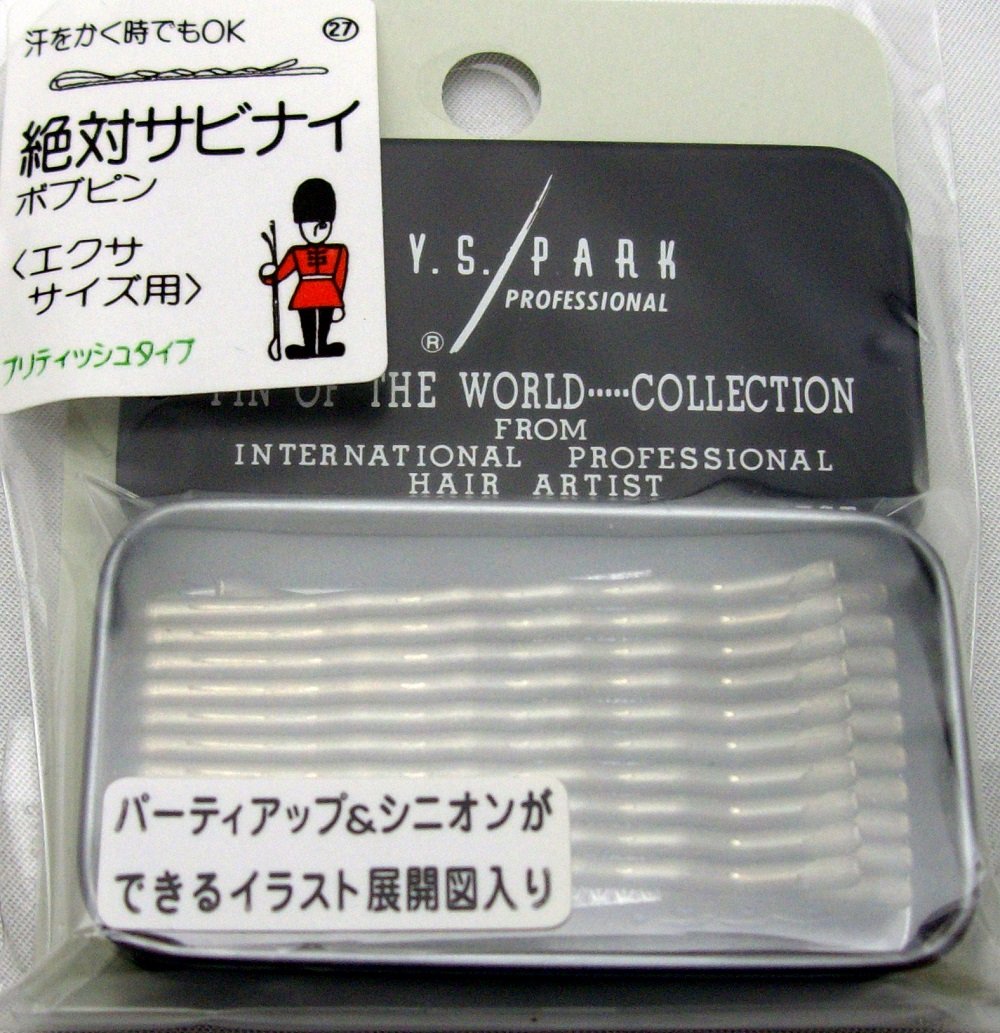 汗をかく時でもOK
㉗
絶対サビナイ
ボブピン
〈エクサ
サイズ用〉
ブリティッシュタイプ
Y.S./PARK
PROFESSIONAL
®
PIN OF THE WORLD·····COLLECTION
FROM
INTERNATIONAL PROFESSIONAL
HAIR ARTIST
パーティアップ&シニオンが
できるイラスト展開図入り